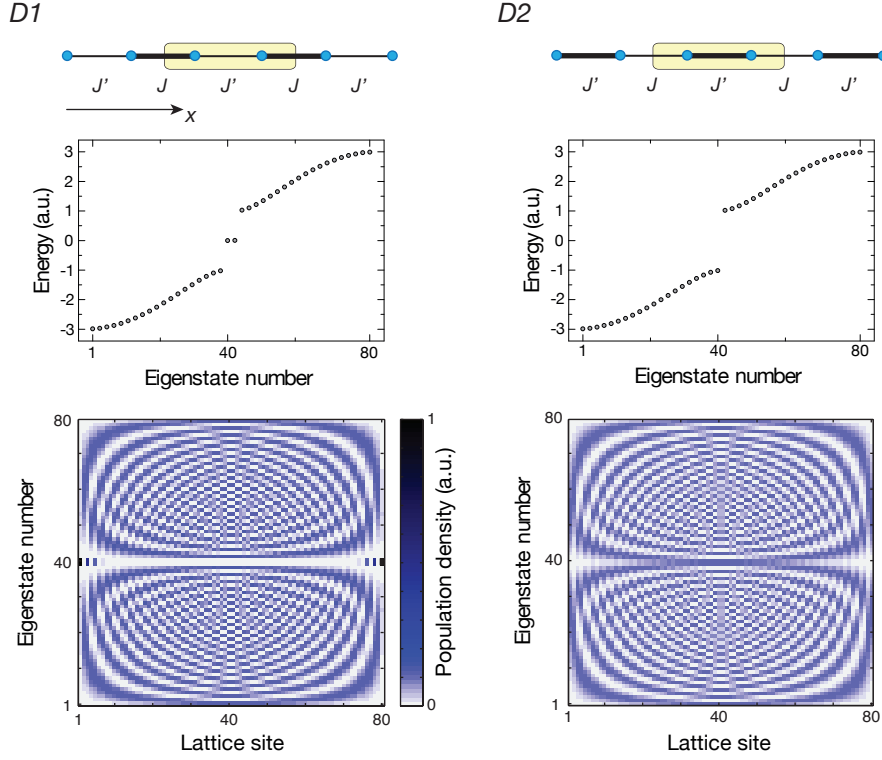 D1
J’ J J’ J J’
x
Energy (a.u.)
3
2
1
0
-1
-2
-3
1 40 80
Eigenstate number
Eigenstate number
80
40
1
1 40 80
Lattice site
1
0
Population density (a.u.)
D2
J’ J J’ J J’
Energy (a.u.)
3
2
1
0
-1
-2
-3
1 40 80
Eigenstate number
Eigenstate number
80
40
1
1 40 80
Lattice site